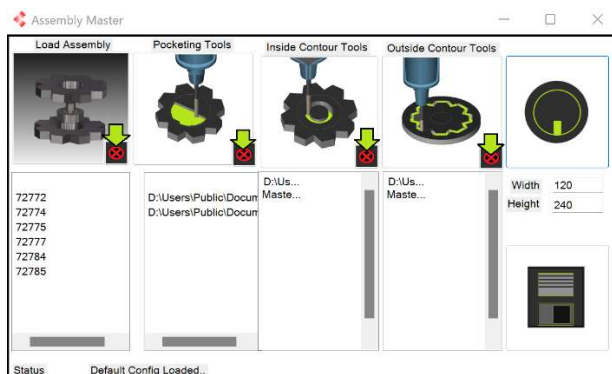 Assembly Master
Load Assembly
Pocketing Tools
Inside Contour Tools
Outside Contour Tools
72772
72774
72775
72777
72784
72785
D:\Users\Public\Docum
D:\Users\Public\Docum
D:\Us...
Maste...
D:\Us...
Maste...
Width 120
Height 240
Status Default Config Loaded..